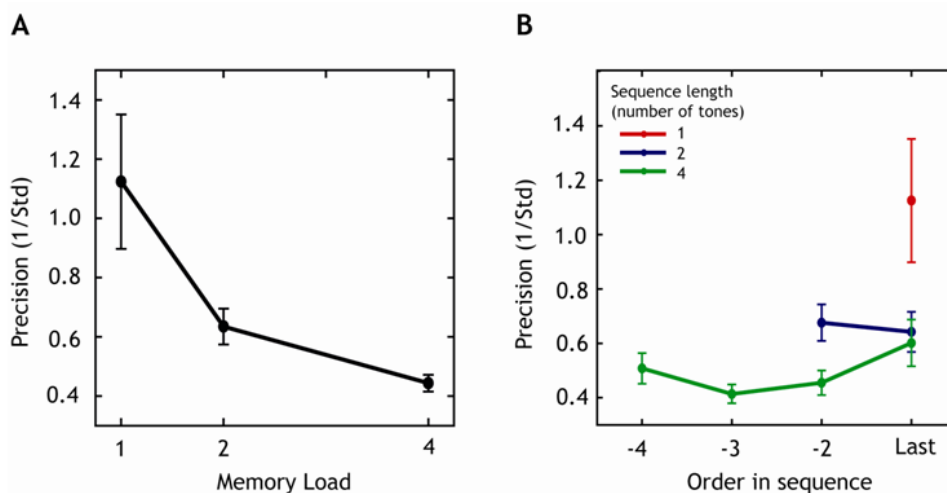 A
Precision (1/Std)
1.4
1.2
1.0
0.8
0.6
0.4
1 2 4
Memory Load
B
Precision (1/Std)
Sequence length
(number of tones)
1
2
4
1.4
1.2
1.0
0.8
0.6
0.4
-4 -3 -2 Last
Order in sequence